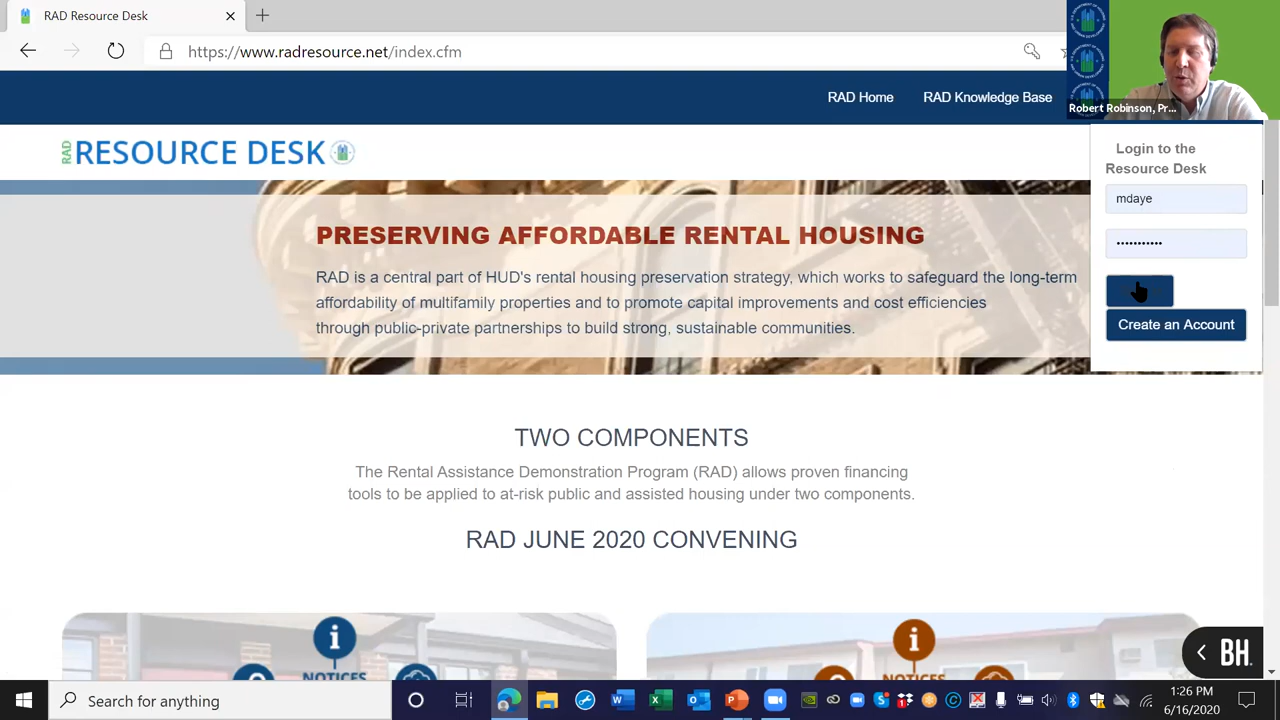 RAD Resource Desk
https://www.radresource.net/index.cfm
Robert Robinson, Pr...
RAD Home
RAD Knowledge Base
RAD RESOURCE DESK
Login to the
Resource Desk
mdaye
•••••••••••
Create an Account
PRESERVING AFFORDABLE RENTAL HOUSING
RAD is a central part of HUD's rental housing preservation strategy, which works to safeguard the long-term
affordability of multifamily properties and to promote capital improvements and cost efficiencies
through public-private partnerships to build strong, sustainable communities.
TWO COMPONENTS
The Rental Assistance Demonstration Program (RAD) allows proven financing
tools to be applied to at-risk public and assisted housing under two components.
RAD JUNE 2020 CONVENING
NOTICES
NOTICES
BH.
Search for anything
1:26 PM
6/16/2020